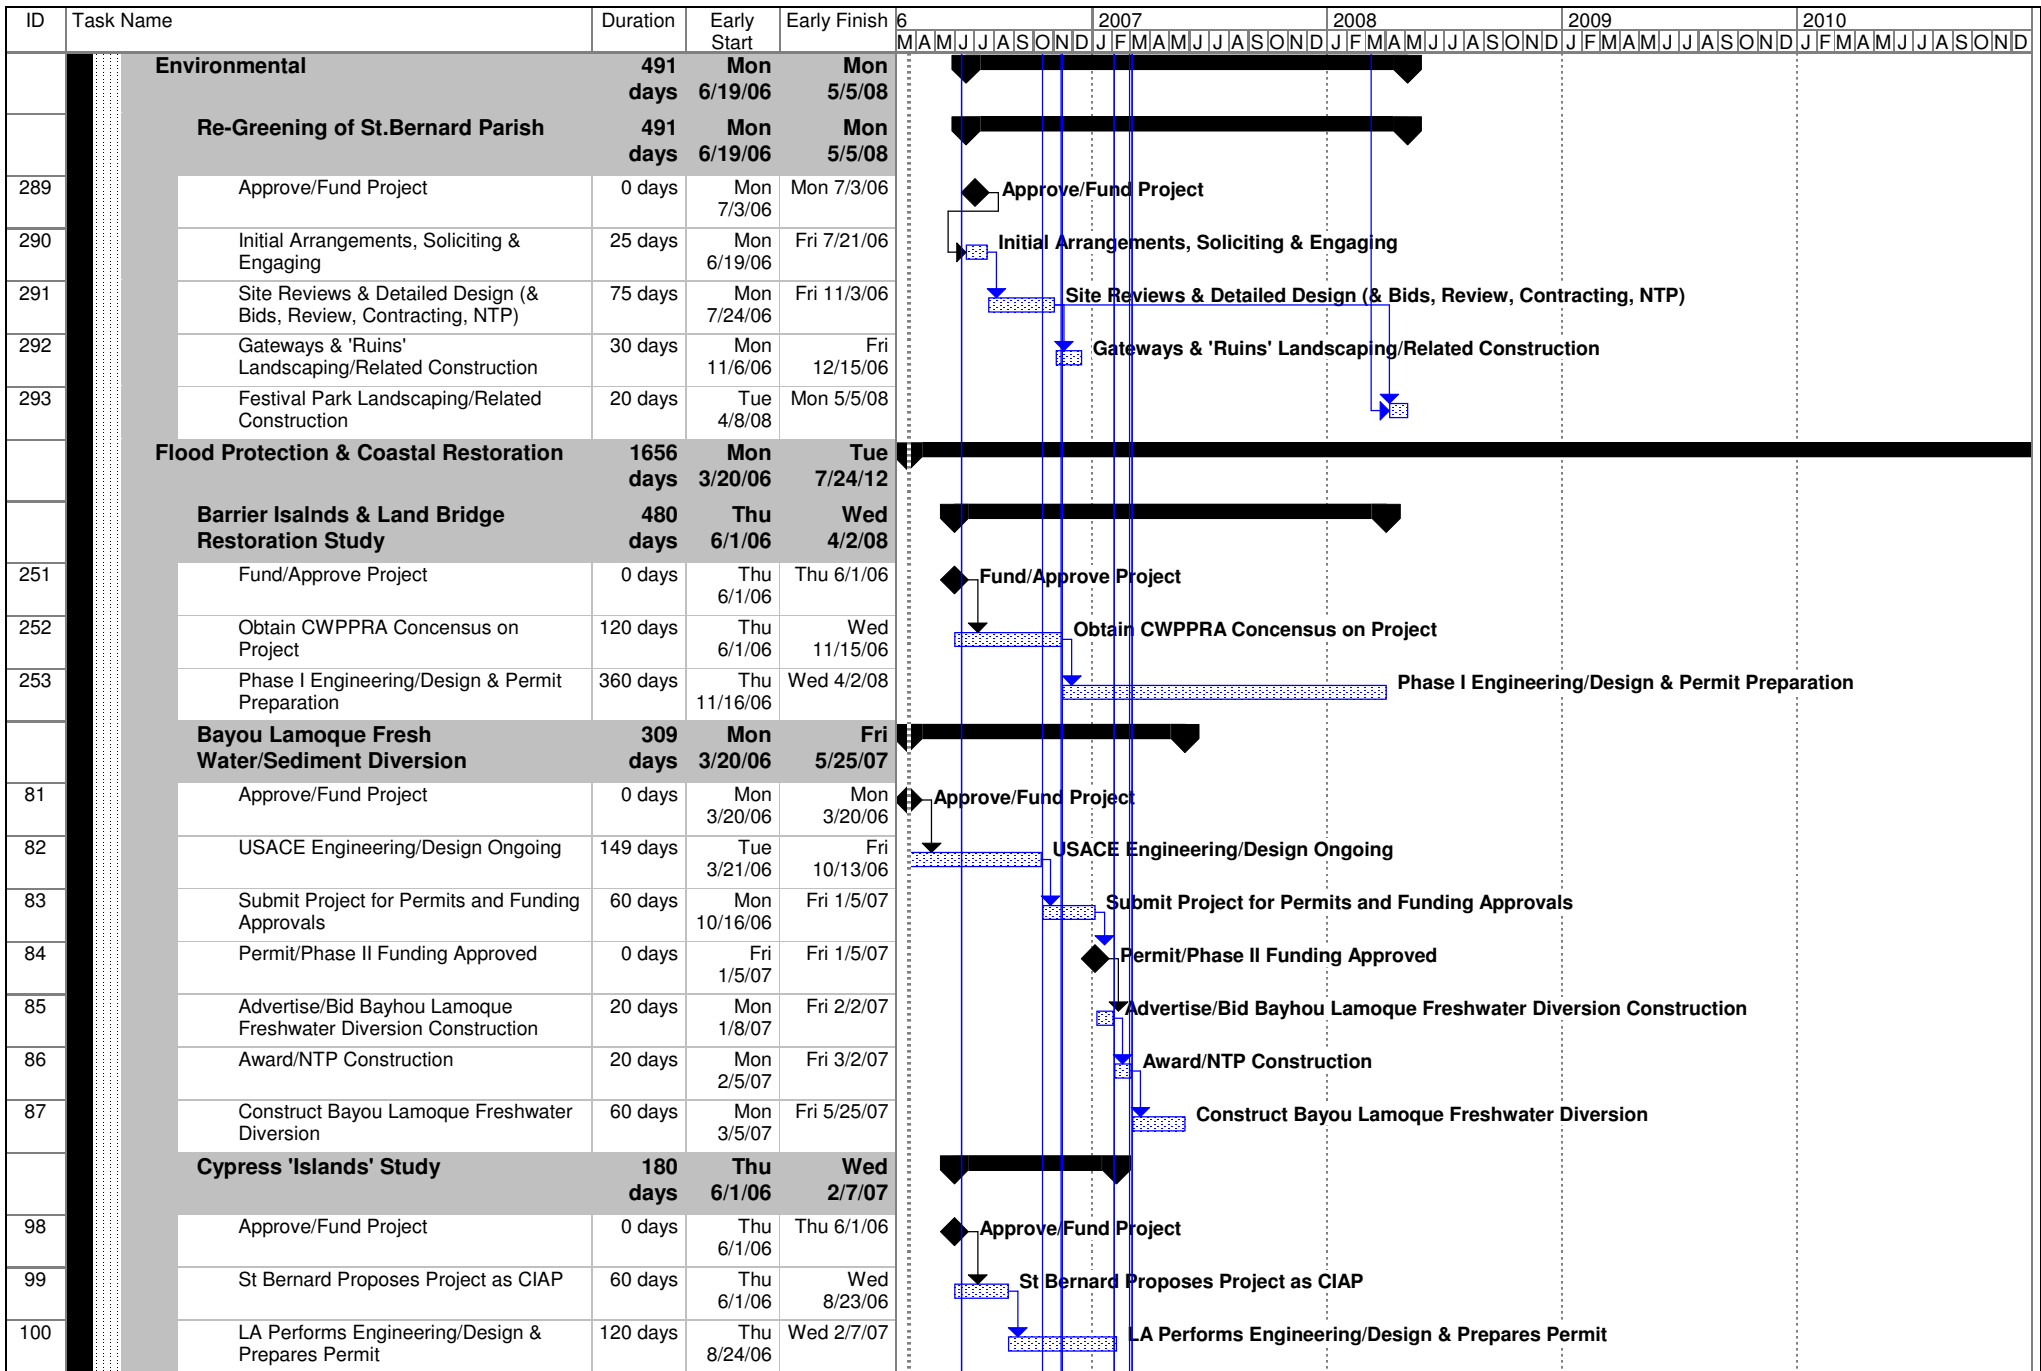 ID Task Name Duration Early Start Early Finish 6 2007 2008 2009 2010
M A M J J A S O N D J F M A M J J A S O N D J F M A M J J A S O N D J F M A M J J A S O N D J F M A M J J A S O N D
Environmental 491 days Mon 6/19/06 Mon 5/5/08
Re-Greening of St.Bernard Parish 491 days Mon 6/19/06 Mon 5/5/08
289 Approve/Fund Project 0 days Mon 7/3/06 Mon 7/3/06 Approve/Fund Project
290 Initial Arrangements, Soliciting & Engaging 25 days Mon 6/19/06 Fri 7/21/06 Initial Arrangements, Soliciting & Engaging
291 Site Reviews & Detailed Design (& Bids, Review, Contracting, NTP) 75 days Mon 7/24/06 Fri 11/3/06 Site Reviews & Detailed Design (& Bids, Review, Contracting, NTP)
292 Gateways & 'Ruins' Landscaping/Related Construction 30 days Mon 11/6/06 Fri 12/15/06 Gateways & 'Ruins' Landscaping/Related Construction
293 Festival Park Landscaping/Related Construction 20 days Tue 4/8/08 Mon 5/5/08
Flood Protection & Coastal Restoration 1656 days Mon 3/20/06 Tue 7/24/12
Barrier Isalnds & Land Bridge Restoration Study 480 days Thu 6/1/06 Wed 4/2/08
251 Fund/Approve Project 0 days Thu 6/1/06 Thu 6/1/06 Fund/Approve Project
252 Obtain CWPPRA Concensus on Project 120 days Thu 6/1/06 Wed 11/15/06 Obtain CWPPRA Concensus on Project
253 Phase I Engineering/Design & Permit Preparation 360 days Thu 11/16/06 Wed 4/2/08 Phase I Engineering/Design & Permit Preparation
Bayou Lamoque Fresh Water/Sediment Diversion 309 days Mon 3/20/06 Fri 5/25/07
81 Approve/Fund Project 0 days Mon 3/20/06 Mon 3/20/06 Approve/Fund Project
82 USACE Engineering/Design Ongoing 149 days Tue 3/21/06 Fri 10/13/06 USACE Engineering/Design Ongoing
83 Submit Project for Permits and Funding Approvals 60 days Mon 10/16/06 Fri 1/5/07 Submit Project for Permits and Funding Approvals
84 Permit/Phase II Funding Approved 0 days Fri 1/5/07 Fri 1/5/07 Permit/Phase II Funding Approved
85 Advertise/Bid Bayhou Lamoque Freshwater Diversion Construction 20 days Mon 1/8/07 Fri 2/2/07 Advertise/Bid Bayhou Lamoque Freshwater Diversion Construction
86 Award/NTP Construction 20 days Mon 2/5/07 Fri 3/2/07 Award/NTP Construction
87 Construct Bayou Lamoque Freshwater Diversion 60 days Mon 3/5/07 Fri 5/25/07 Construct Bayou Lamoque Freshwater Diversion
Cypress 'Islands' Study 180 days Thu 6/1/06 Wed 2/7/07
98 Approve/Fund Project 0 days Thu 6/1/06 Thu 6/1/06 Approve/Fund Project
99 St Bernard Proposes Project as CIAP 60 days Thu 6/1/06 Wed 8/23/06 St Bernard Proposes Project as CIAP
100 LA Performs Engineering/Design & Prepares Permit 120 days Thu 8/24/06 Wed 2/7/07 LA Performs Engineering/Design & Prepares Permit